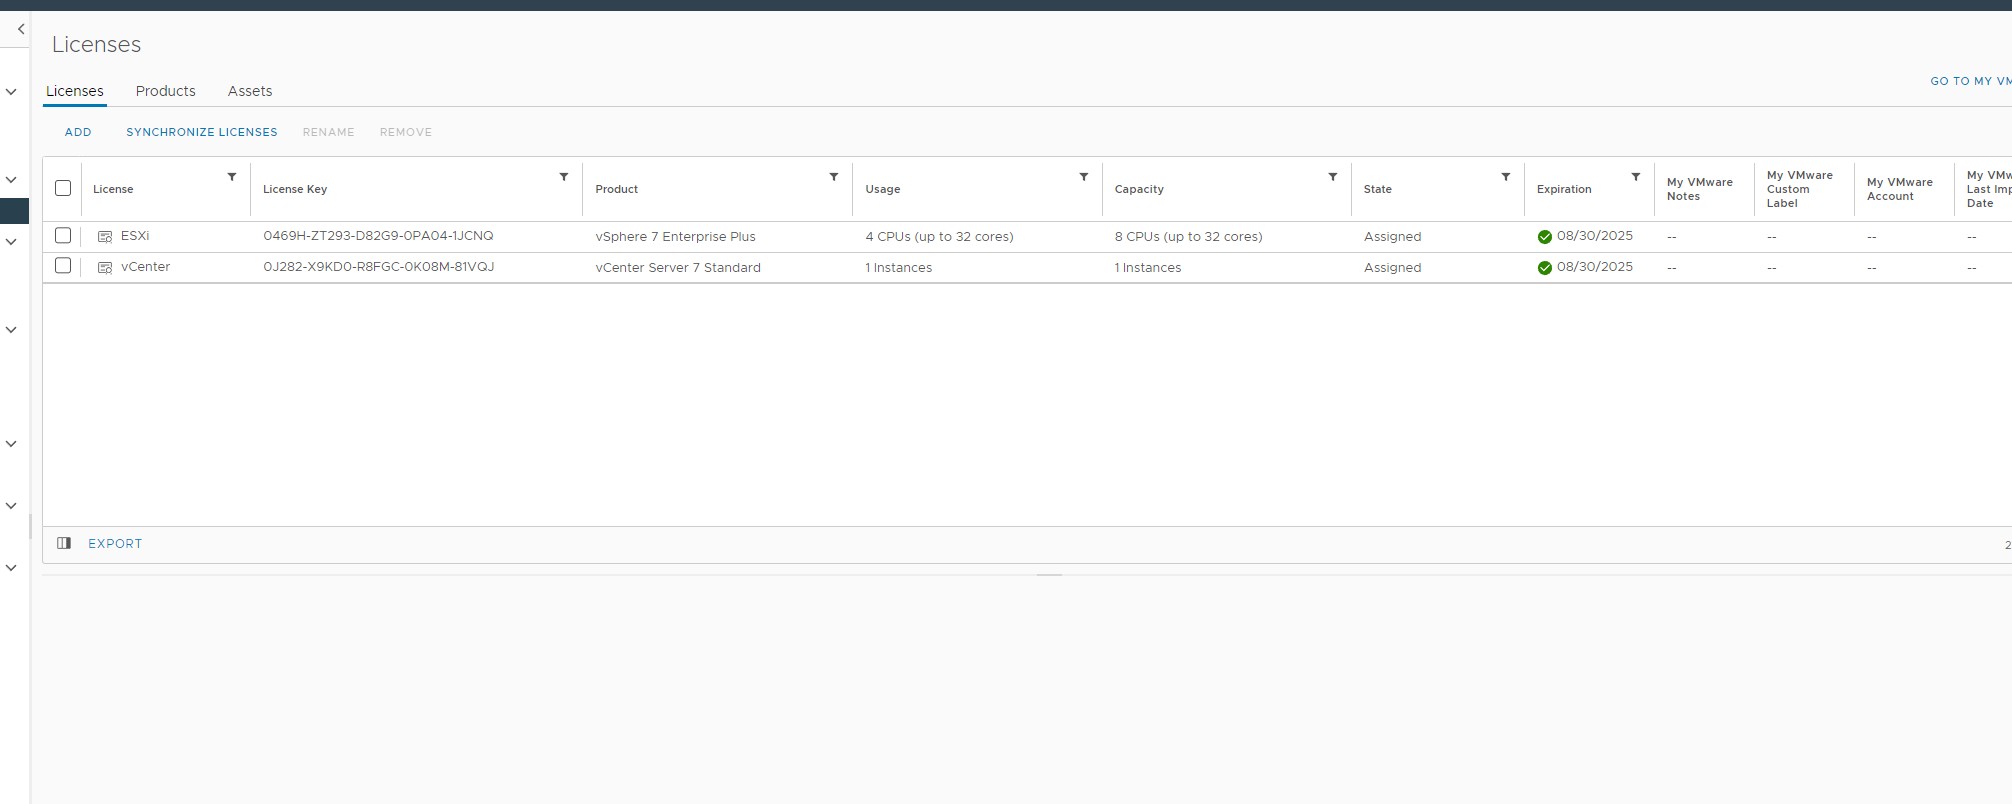 Licenses
Licenses Products Assets
GO TO MY VM
ADD SYNCHRONIZE LICENSES RENAME REMOVE
License License Key Product Usage Capacity State Expiration My VMware Notes My VMware Custom Label My VMware Account My VMw Last Imp Date
ESXi 0469H-ZT293-D82G9-0PA04-1JCNQ vSphere 7 Enterprise Plus 4 CPUs (up to 32 cores) 8 CPUs (up to 32 cores) Assigned 08/30/2025 -- -- -- --
vCenter 0J282-X9KD0-R8FGC-0K08M-81VQJ vCenter Server 7 Standard 1 Instances 1 Instances Assigned 08/30/2025 -- -- -- --
EXPORT 2